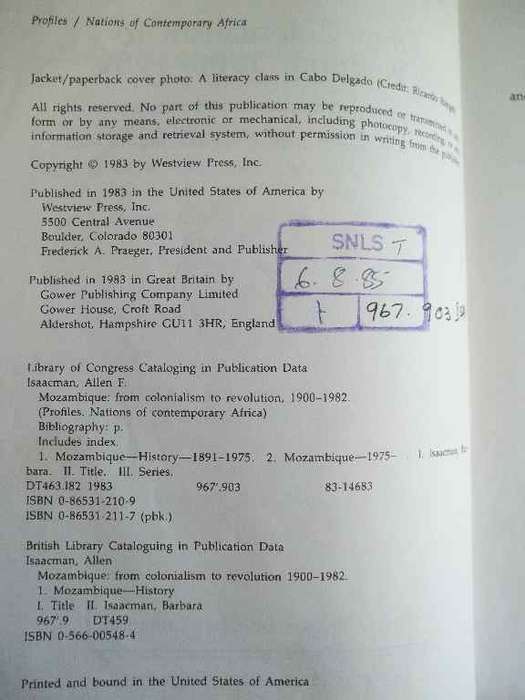 Profiles / Nations of Contemporary Africa
Jacket/paperback cover photo: A literacy class in Cabo Delgado (Credit: Ricardo
All rights reserved. No part of this publication may be reproduced or transmitted in
form or by any means, electronic or mechanical, including photocopy, recording, or
information storage and retrieval system, without permission in writing from the
Copyright © 1983 by Westview Press, Inc.
Published in 1983 in the United States of America by
Westview Press, Inc.
5500 Central Avenue
Boulder, Colorado 80301
Frederick A. Praeger, President and Publisher
SNLS T
6.8.85
967.903
Published in 1983 in Great Britain by
Gower Publishing Company Limited
Gower House, Croft Road
Aldershot, Hampshire GU11 3HR, England
Library of Congress Cataloging in Publication Data
Isaacman, Allen F.
Mozambique: from colonialism to revolution, 1900–1982.
(Profiles. Nations of contemporary Africa)
Bibliography: p.
Includes index.
1. Mozambique—History—1891–1975. 2. Mozambique—1975– I. Isaacman,
bara. II. Title. III. Series.
DT463.I82 1983 967'.903 83-14683
ISBN 0-86531-210-9
ISBN 0-86531-211-7 (pbk.)
British Library Cataloguing in Publication Data
Isaacman, Allen
Mozambique: from colonialism to revolution 1900–1982.
1. Mozambique—History
I. Title II. Isaacman, Barbara
967'.9 DT459
ISBN 0-566-00548-4
Printed and bound in the United States of America